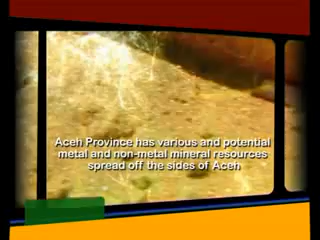 Aceh Province has various and potential
metal and non-metal mineral resources
spread off the sides of Aceh